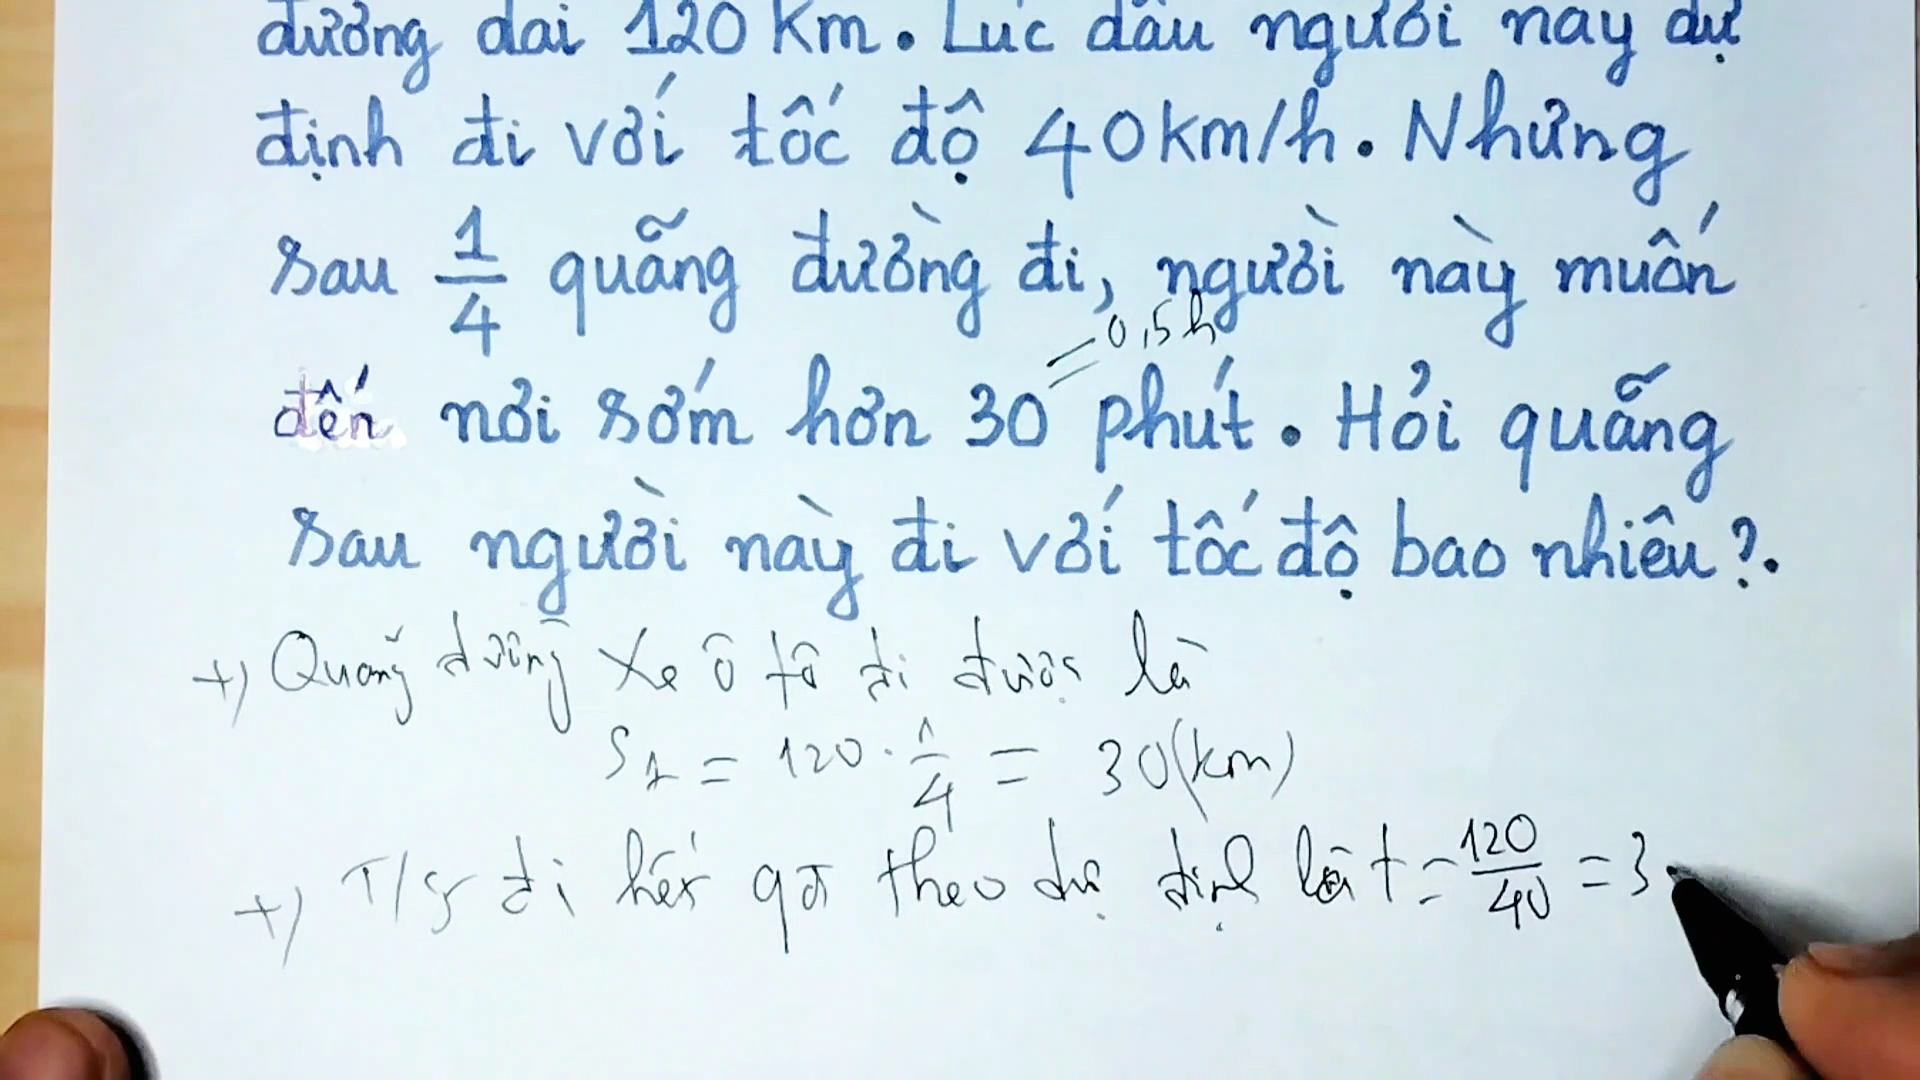 đường dài 120 km. Lúc đầu người này dự
định đi với tốc độ 40km/h. Nhưng
sau 1/4 quãng đường đi, người này muốn
= 0,5h
đến nơi sớm hơn 30 phút. Hỏi quãng
sau người này đi với tốc độ bao nhiêu?.
+) Quãng đường xe ô tô đi được là
S1 = 120 . 1/4 = 30(km)
+) T/g đi hết qđ theo dự định là t = 120/40 = 3